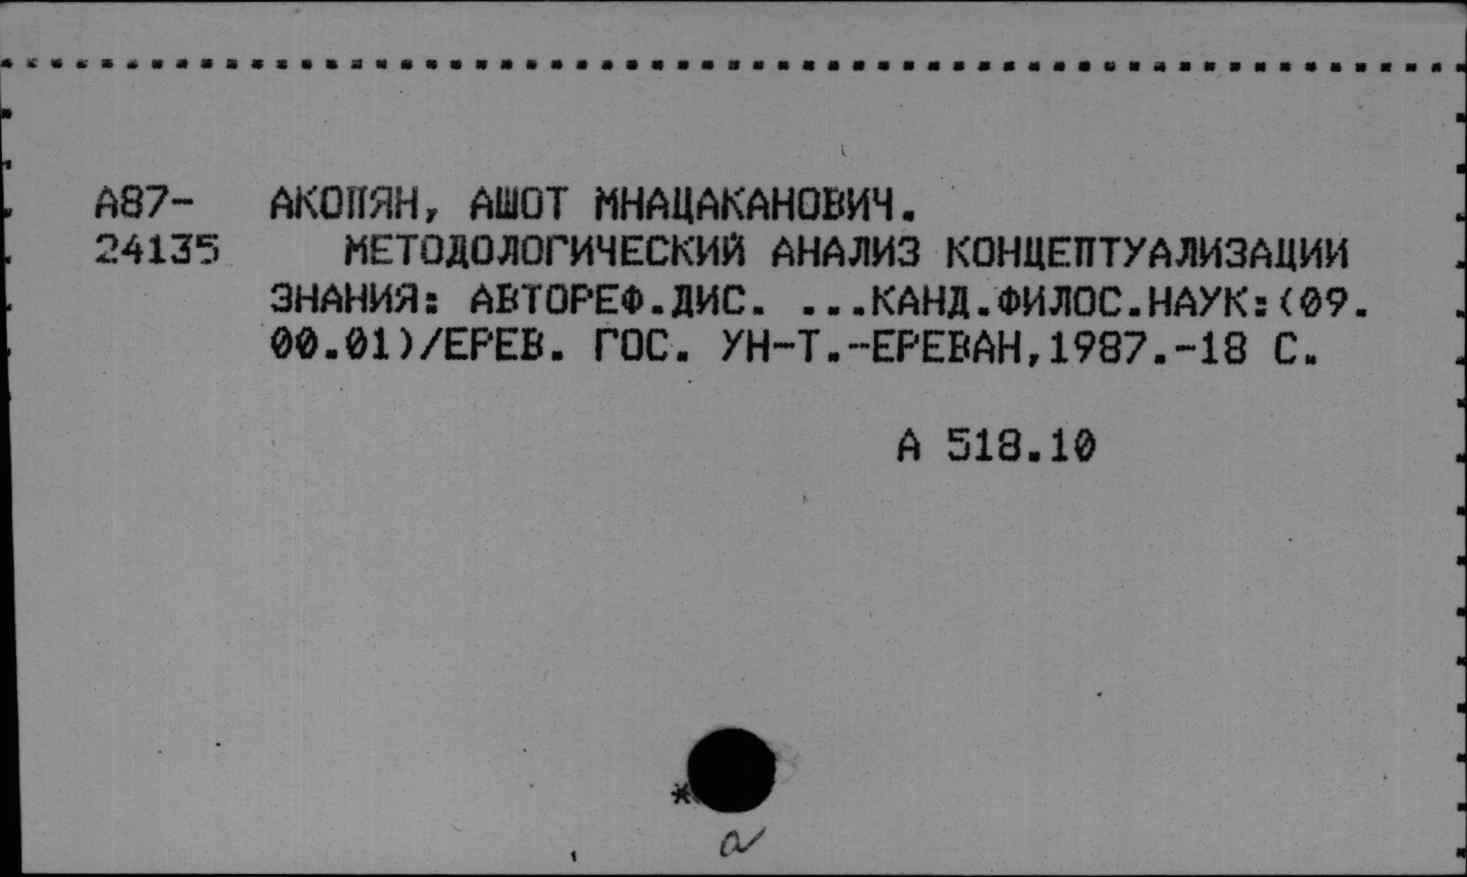 А87- АКОПЯН, АШОТ МНАЦАКАНОВИЧ.
24135 МЕТОДОЛОГИЧЕСКИЙ АНАЛИЗ КОНЦЕПТУАЛИЗАЦИИ
ЗНАНИЯ: АВТОРЕФ.ДИС. ...КАНД.ФИЛОС.НАУК:(09.
00.01)/ЕРЕВ. ГОС. УН-Т.-ЕРЕВАН,1987.-18 С.
А 518.10
*